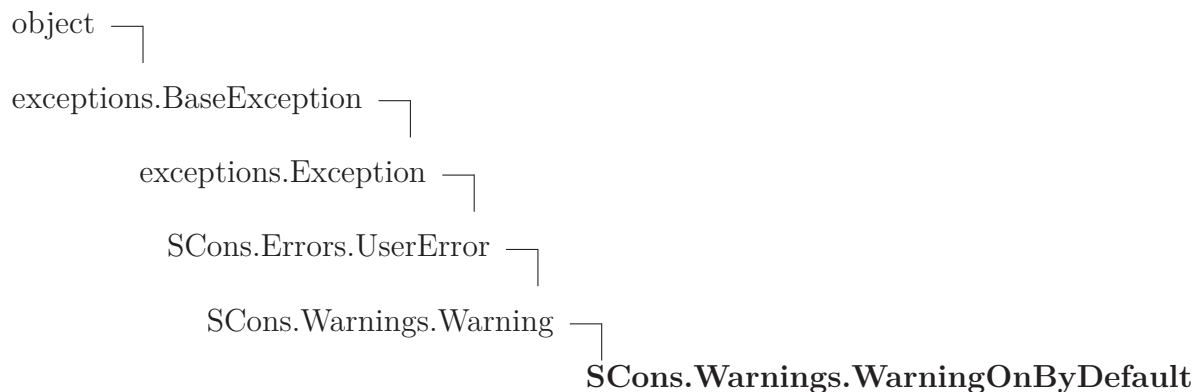 object
exceptions.BaseException
exceptions.Exception
SCons.Errors.UserError
SCons.Warnings.Warning
SCons.Warnings.WarningOnByDefault